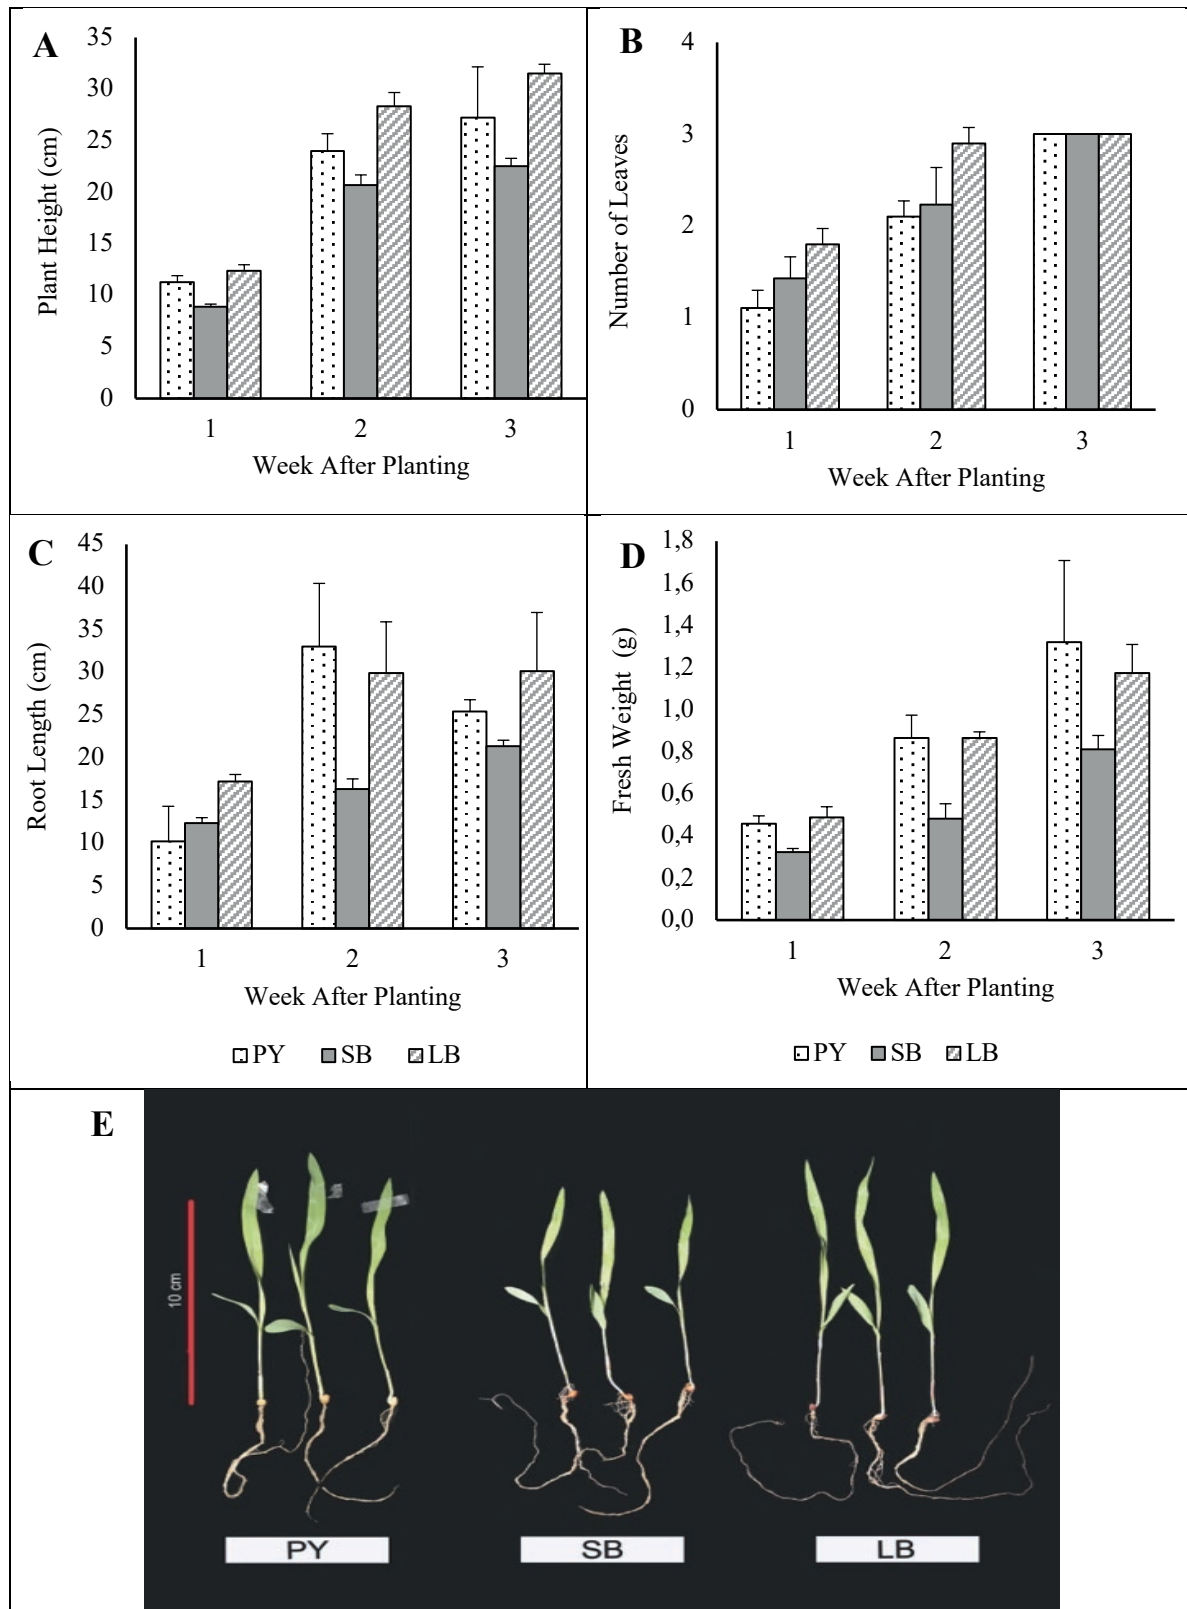 A
35
30
25
20
15
10
5
0
Plant Height (cm)
1 2 3
Week After Planting
B
4
3
2
1
0
Number of Leaves
1 2 3
Week After Planting
C
45
40
35
30
25
20
15
10
5
0
Root Length (cm)
1 2 3
Week After Planting
PY SB LB
D
1,8
1,6
1,4
1,2
1,0
0,8
0,6
0,4
0,2
0,0
Fresh Weight (g)
1 2 3
Week After Planting
PY SB LB
E
10 cm
PY SB LB